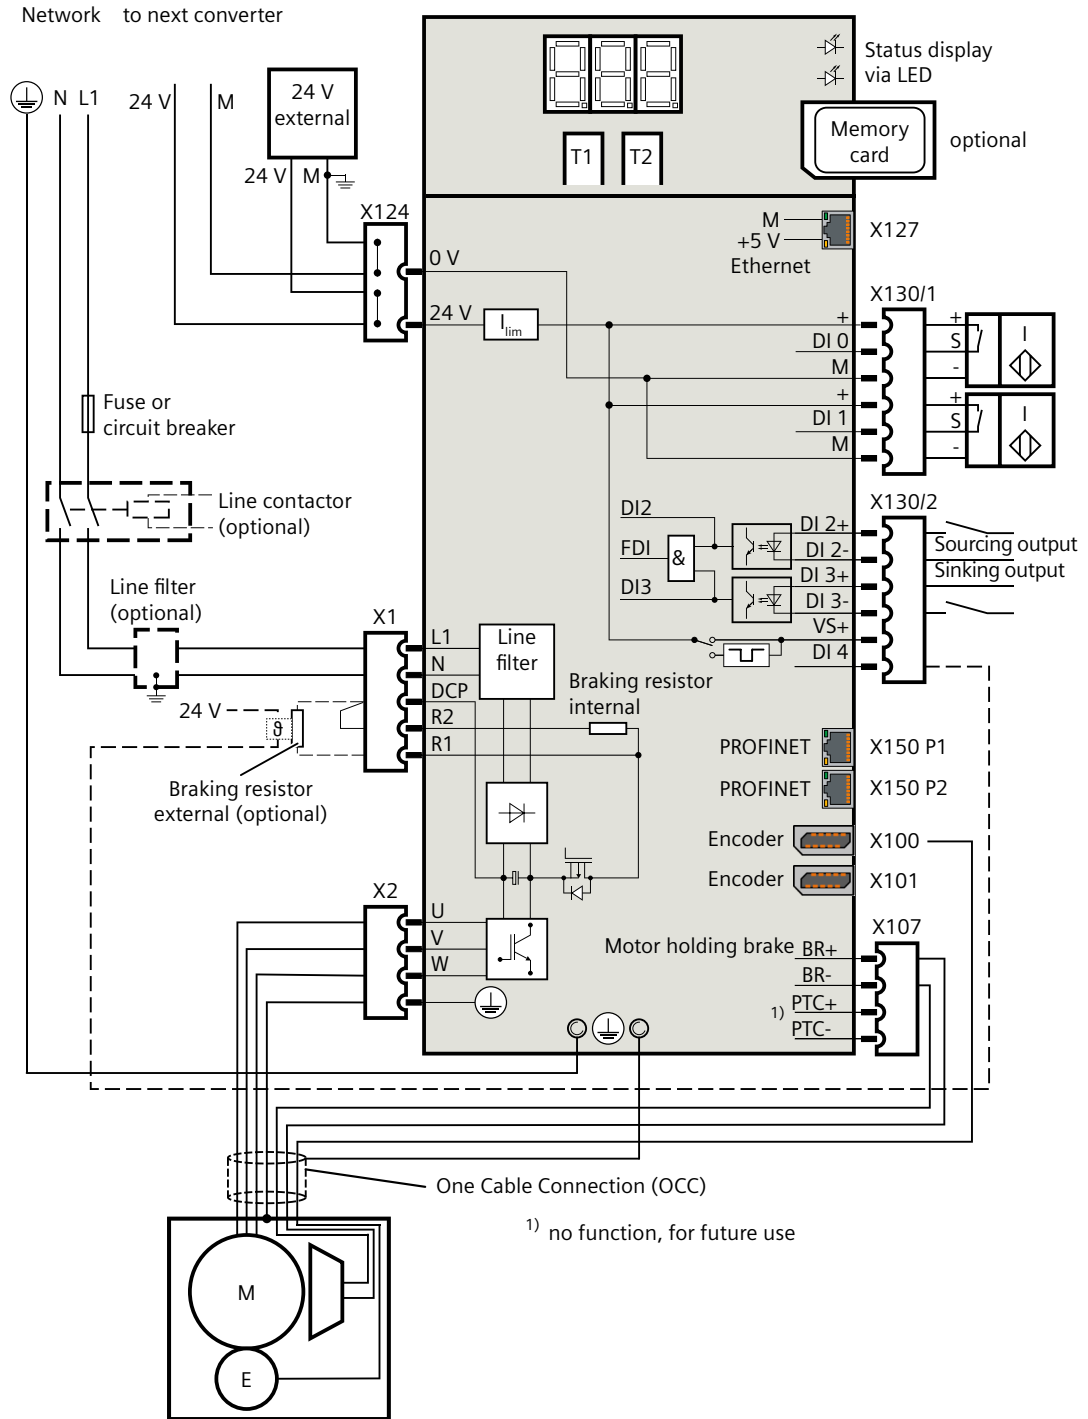 Network to next converter
N L1 24 V M
24 V
external
24 V M
X124
0 V
24 V
I lim
T1 T2
Status display
via LED
Memory
card
optional
M
+5 V
Ethernet
X127
X130/1
+
DI 0
M
+
DI 1
M
+
S
-
I
+
S
-
I
Fuse or
circuit breaker
Line contactor
(optional)
Line filter
(optional)
X130/2
DI2
FDI
DI3
&
DI 2+
DI 2-
DI 3+
DI 3-
VS+
DI 4
Sourcing output
Sinking output
X1
L1
N
DCP
R2
R1
Line
filter
Braking resistor
internal
24 V
ϑ
Braking resistor
external (optional)
PROFINET X150 P1
PROFINET X150 P2
Encoder X100
Encoder X101
X2
U
V
W
X107
Motor holding brake
BR+
BR-
1) PTC+
PTC-
One Cable Connection (OCC)
1) no function, for future use
M
E